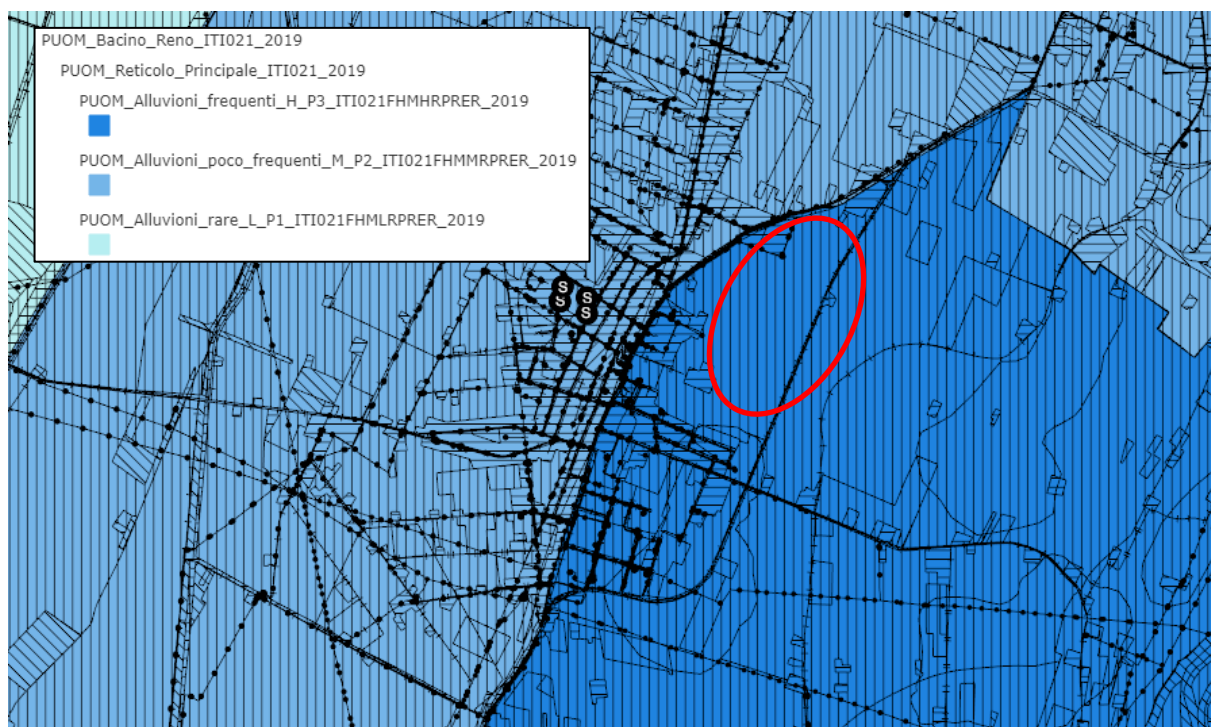 PUOM_Bacino_Reno_ITI021_2019
PUOM_Reticolo_Principale_ITI021_2019
PUOM_Alluvioni_frequenti_H_P3_ITI021FHMHRPRER_2019
PUOM_Alluvioni_poco_frequenti_M_P2_ITI021FHMMRPRER_2019
PUOM_Alluvioni_rare_L_P1_ITI021FHMLRPRER_2019
S S
S S